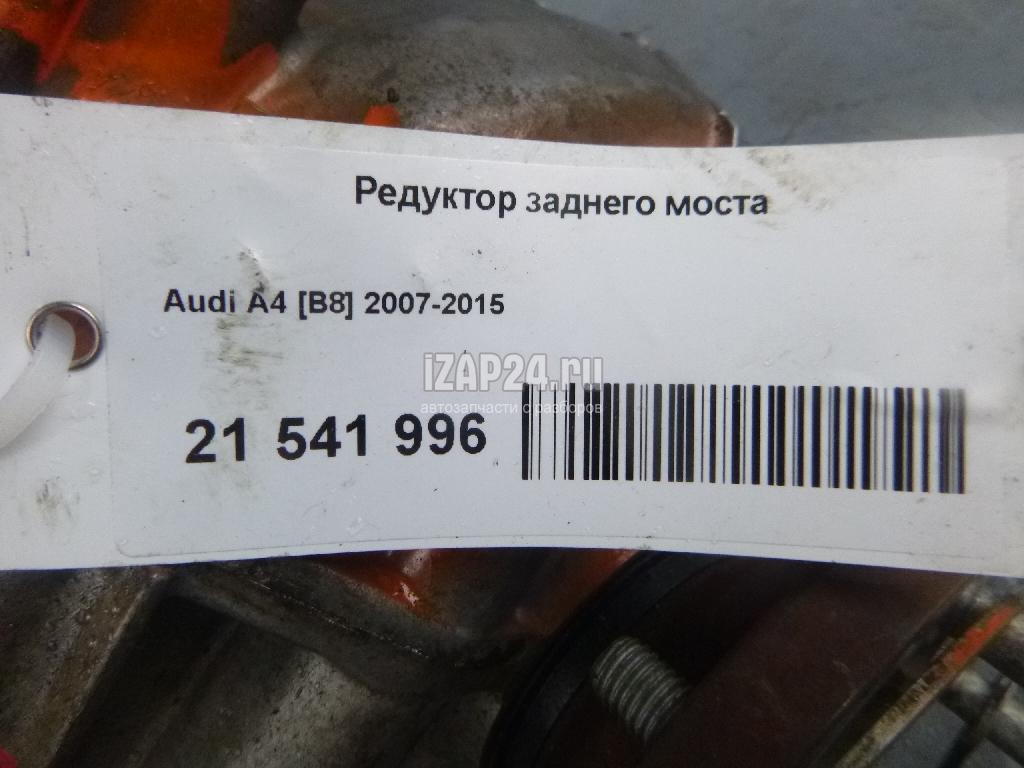 Редуктор заднего моста
Audi A4 [B8] 2007-2015
iZAP24.ru
автозапчасти с разборов
21 541 996